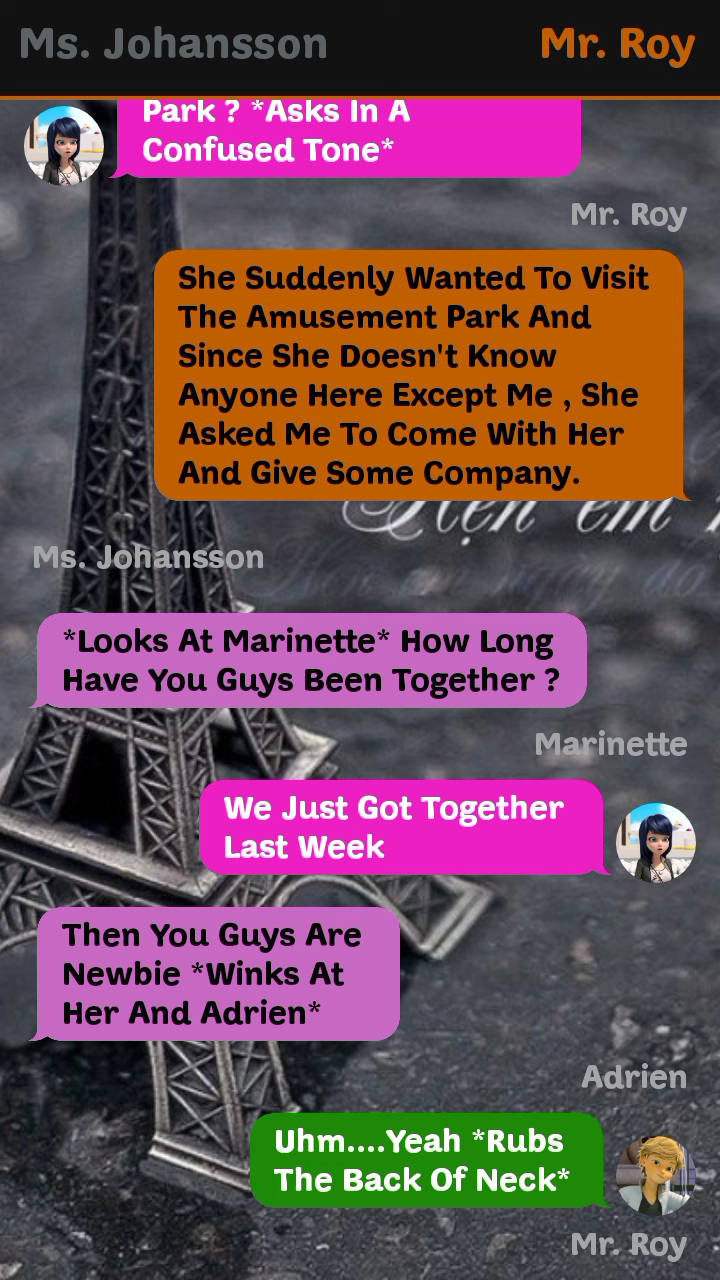 Ms. Johansson
Mr. Roy
Park ? *Asks In A
Confused Tone*
Mr. Roy
She Suddenly Wanted To Visit
The Amusement Park And
Since She Doesn't Know
Anyone Here Except Me , She
Asked Me To Come With Her
And Give Some Company.
em
Ms. Johansson
*Looks At Marinette* How Long
Have You Guys Been Together ?
Marinette
We Just Got Together
Last Week
Then You Guys Are
Newbie *Winks At
Her And Adrien*
Adrien
Uhm....Yeah *Rubs
The Back Of Neck*
Mr. Roy